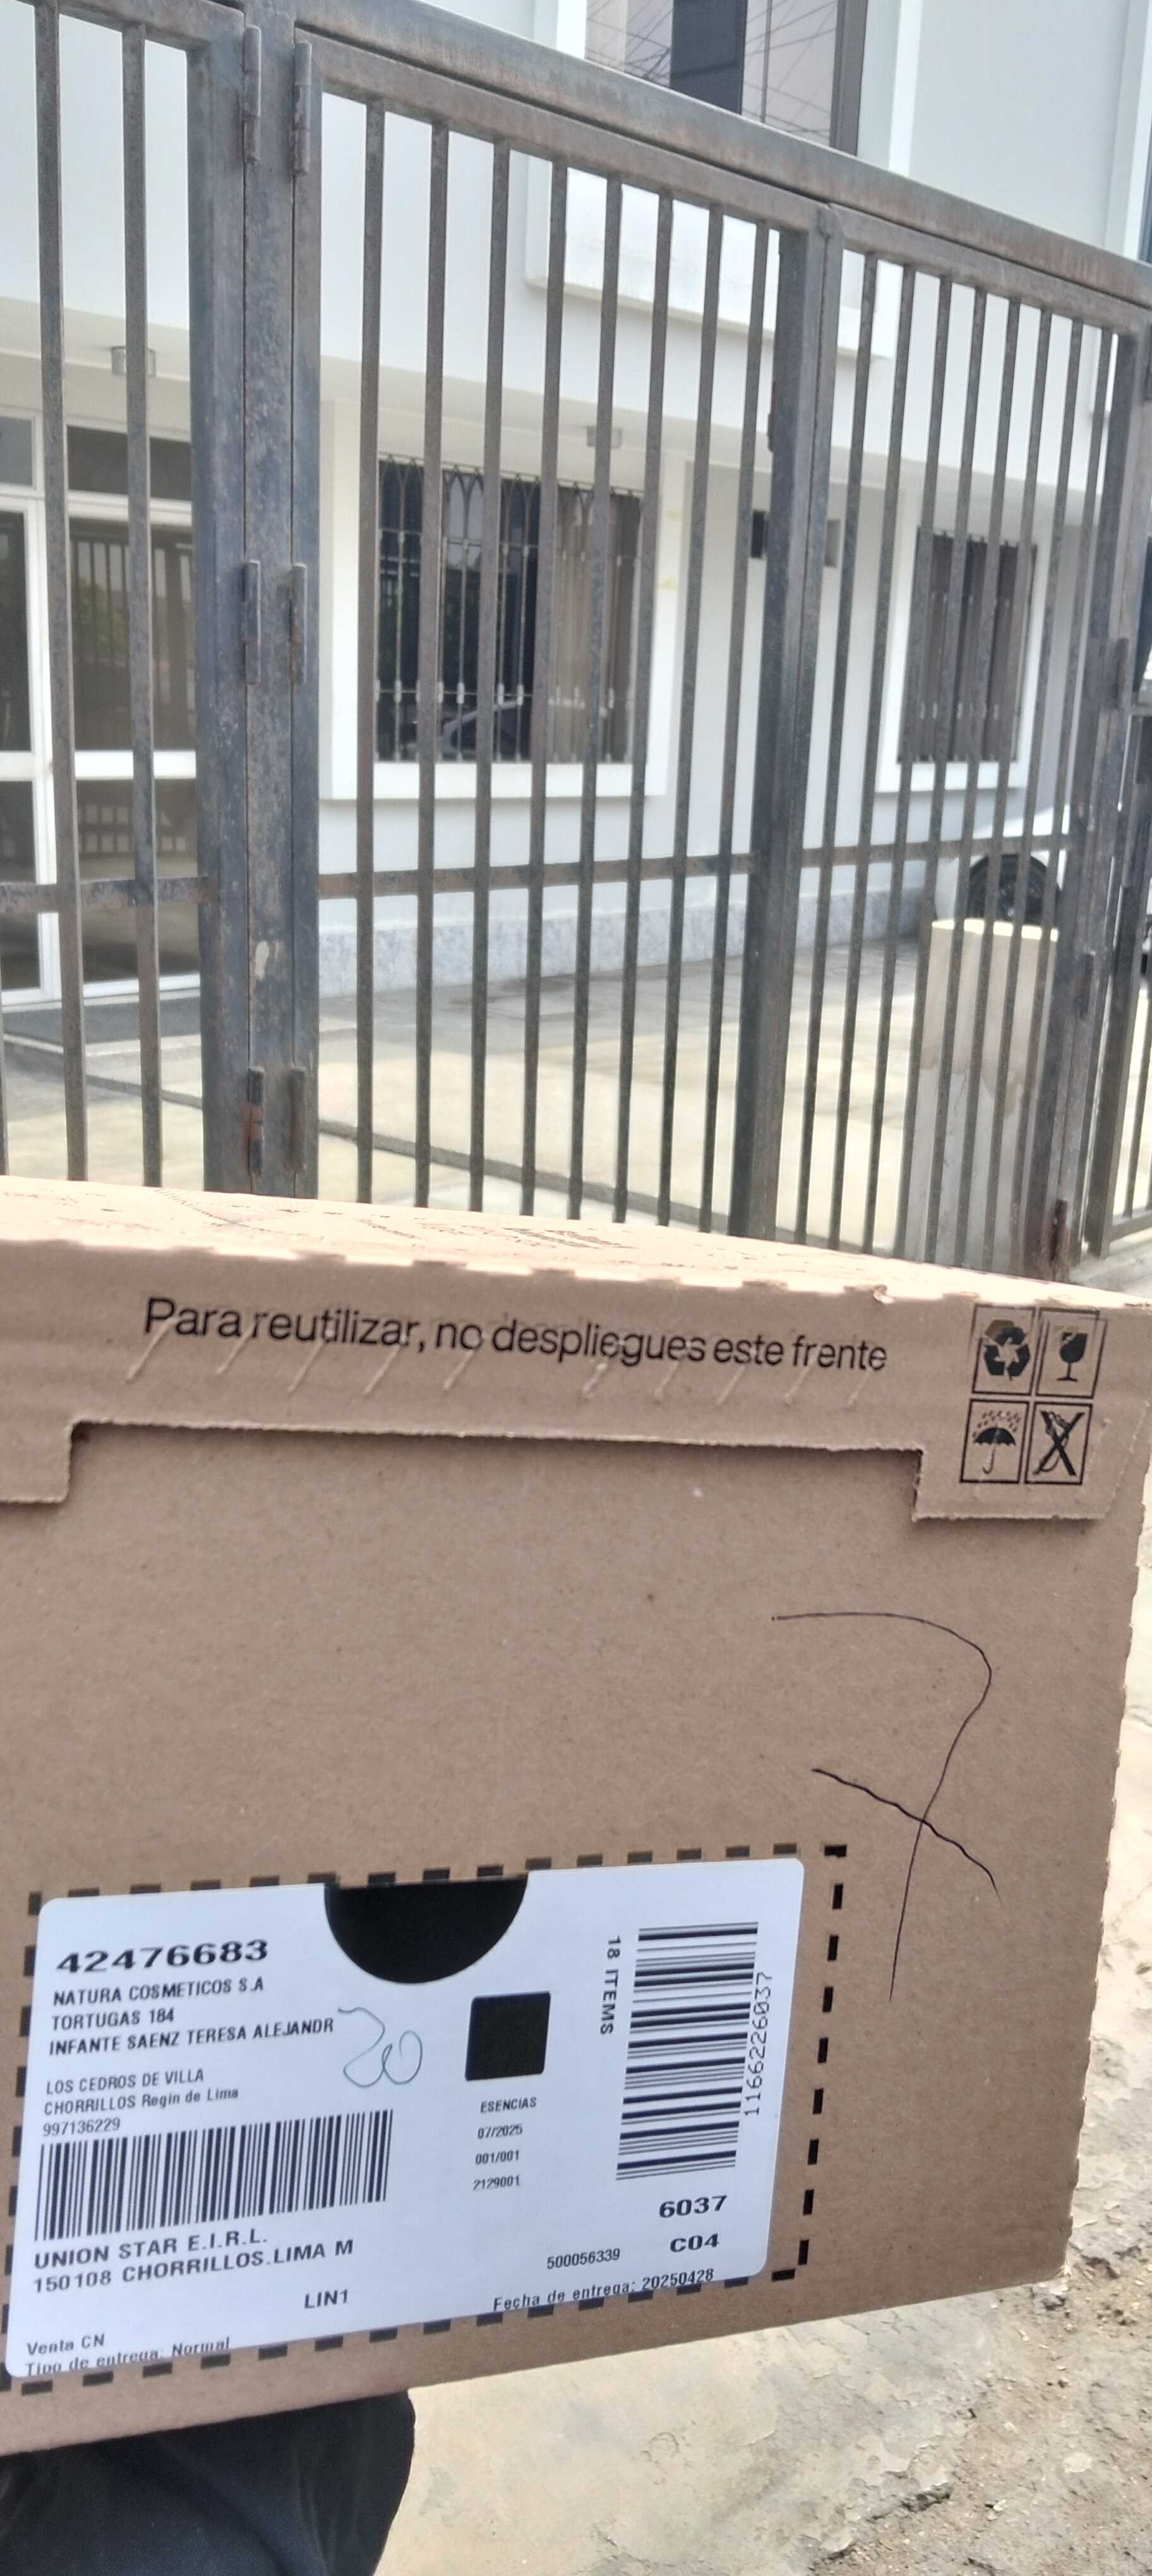 Para reutilizar, no despliegues este frente
7
42476683
NATURA COSMETICOS S.A
TORTUGAS 184
INFANTE SAENZ TERESA ALEJANDR
20
LOS CEDROS DE VILLA
CHORRILLOS Regin de Lima
997136229
UNION STAR E.I.R.L.
150108 CHORRILLOS.LIMA M
LIN1
Venta CN
Tipo de entrega: Normal
ESENCIAS
07/2025
001/001
2129001
18 ITEMS
1166226037
6037
C04
500056339
Fecha de entrega: 20250428